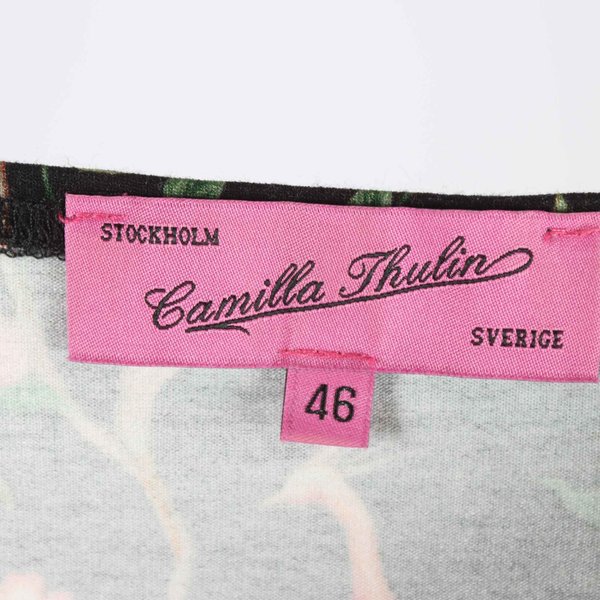 STOCKHOLM
Camilla Thulin
SVERIGE
46